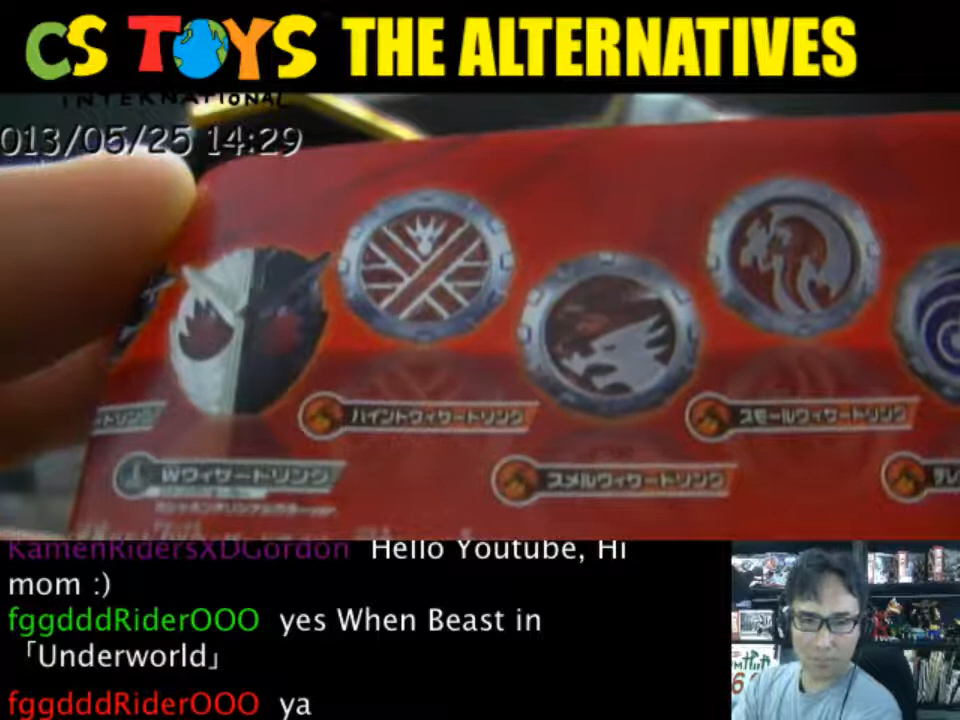 CS TOYS THE ALTERNATIVES
INTERNATIONAL
013/05/25 14:29
バインドウィザードリング
スモールウィザードリング
Wウィザードリング
スメルウィザードリング
KamenRidersXDGordon Hello Youtube, Hi
mom :)
fggdddRiderOOO yes When Beast in
「Underworld」
fggdddRiderOOO ya